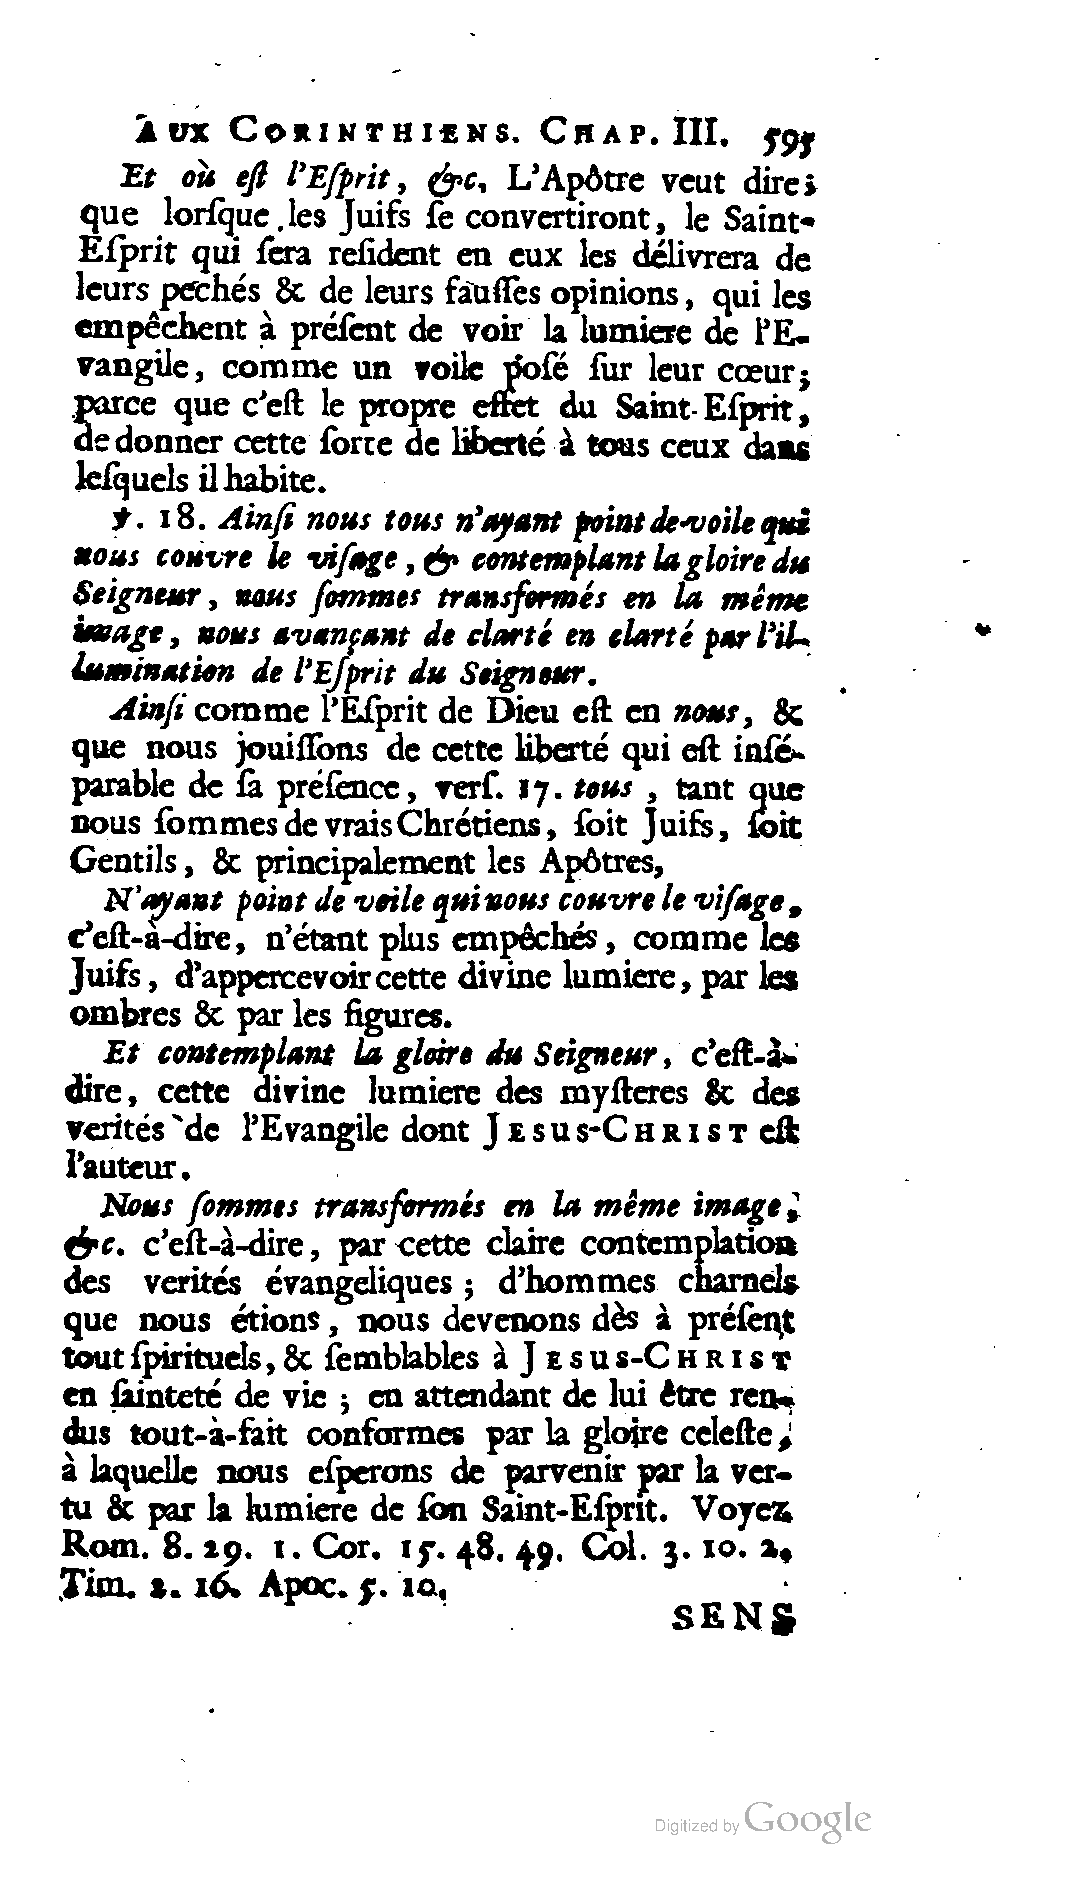 AUX CORINTHIENS. CHAP. III. 595
Et où eſt l'Eſprit, &c, L'Apôtre veut dire;
que lorſque les Juifs ſe convertiront, le Saint-
Eſprit qui ſera reſident en eux les délivrera de
leurs pechés & de leurs fauſſes opinions, qui les
empêchent à préſent de voir la lumiere de l'E-
vangile, comme un voile poſé ſur leur cœur;
parce que c'eſt le propre effet du Saint-Eſprit,
de donner cette ſorte de liberté à tous ceux dans
leſquels il habite.
℣. 18. Ainſi nous tous n'ayant point de voile qui
nous couvre le viſage, & contemplant la gloire du
Seigneur, nous ſommes transformés en la même
image, nous avançant de clarté en clarté par l'il-
lumination de l'Eſprit du Seigneur.
Ainſi comme l'Eſprit de Dieu eſt en nous, &
que nous jouiſſons de cette liberté qui eſt inſé-
parable de ſa préſence, verſ. 17. tous, tant que
nous ſommes de vrais Chrétiens, ſoit Juifs, ſoit
Gentils, & principalement les Apôtres,
N'ayant point de voile qui nous couvre le viſage,
c'eſt-à-dire, n'étant plus empêchés, comme les
Juifs, d'appercevoir cette divine lumiere, par les
ombres & par les figures.
Et contemplant la gloire du Seigneur, c'eſt-à-
dire, cette divine lumiere des myſteres & des
verités de l'Evangile dont JESUS-CHRIST eſt
l'auteur.
Nous ſommes transformés en la même image,
&c. c'eſt-à-dire, par cette claire contemplation
des verités évangeliques; d'hommes charnels
que nous étions, nous devenons dès à préſent
tout ſpirituels, & ſemblables à JESUS-CHRIST
en ſainteté de vie; en attendant de lui être ren-
dus tout-à-fait conformes par la gloire celeſte,
à laquelle nous eſperons de parvenir par la ver-
tu & par la lumiere de ſon Saint-Eſprit. Voyez
Rom. 8. 29. 1. Cor. 15. 48. 49. Col. 3. 10. 2.
Tim. 2. 16. Apoc. 5. 10.
SENS
Digitized by Google